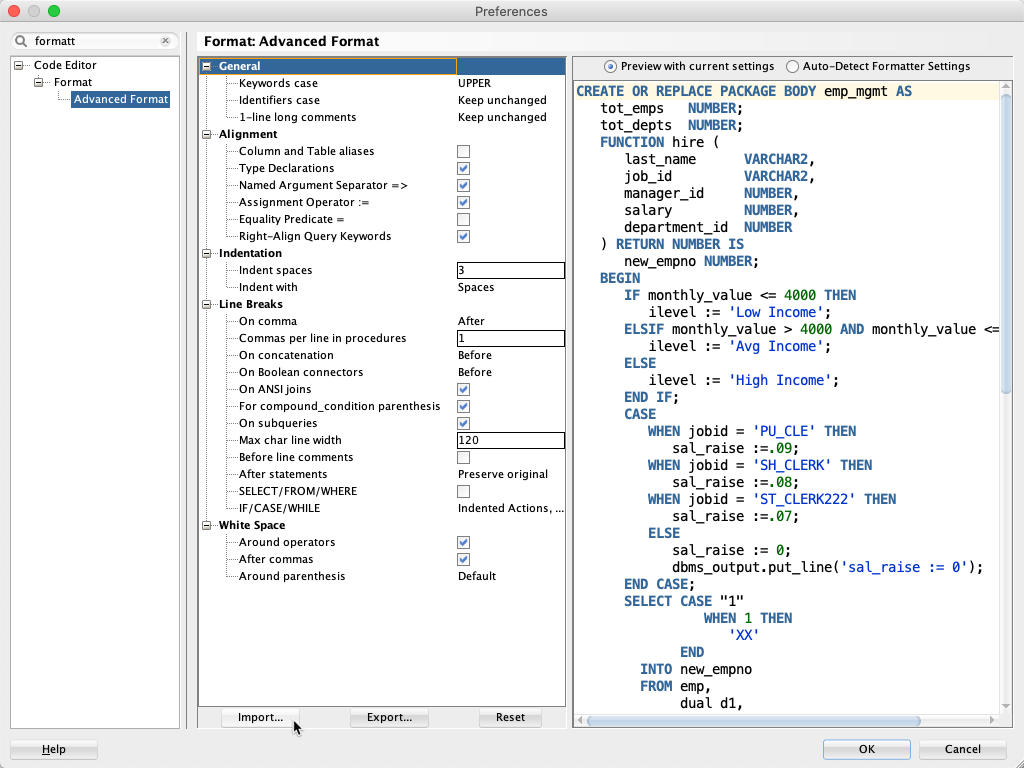 Preferences
formatt
Code Editor
Format
Advanced Format
Format: Advanced Format
General
Keywords case UPPER
Identifiers case Keep unchanged
1-line long comments Keep unchanged
Alignment
Column and Table aliases
Type Declarations
Named Argument Separator =>
Assignment Operator :=
Equality Predicate =
Right-Align Query Keywords
Indentation
Indent spaces 3
Indent with Spaces
Line Breaks
On comma After
Commas per line in procedures 1
On concatenation Before
On Boolean connectors Before
On ANSI joins
For compound_condition parenthesis
On subqueries
Max char line width 120
Before line comments
After statements Preserve original
SELECT/FROM/WHERE
IF/CASE/WHILE Indented Actions, ...
White Space
Around operators
After commas
Around parenthesis Default
Import... Export... Reset
Preview with current settings Auto-Detect Formatter Settings
CREATE OR REPLACE PACKAGE BODY emp_mgmt AS
tot_emps NUMBER;
tot_depts NUMBER;
FUNCTION hire (
last_name VARCHAR2,
job_id VARCHAR2,
manager_id NUMBER,
salary NUMBER,
department_id NUMBER
) RETURN NUMBER IS
new_empno NUMBER;
BEGIN
IF monthly_value <= 4000 THEN
ilevel := 'Low Income';
ELSIF monthly_value > 4000 AND monthly_value <=
ilevel := 'Avg Income';
ELSE
ilevel := 'High Income';
END IF;
CASE
WHEN jobid = 'PU_CLE' THEN
sal_raise :=.09;
WHEN jobid = 'SH_CLERK' THEN
sal_raise :=.08;
WHEN jobid = 'ST_CLERK222' THEN
sal_raise :=.07;
ELSE
sal_raise := 0;
dbms_output.put_line('sal_raise := 0');
END CASE;
SELECT CASE "1"
WHEN 1 THEN
'XX'
END
INTO new_empno
FROM emp,
dual d1,
Help OK Cancel